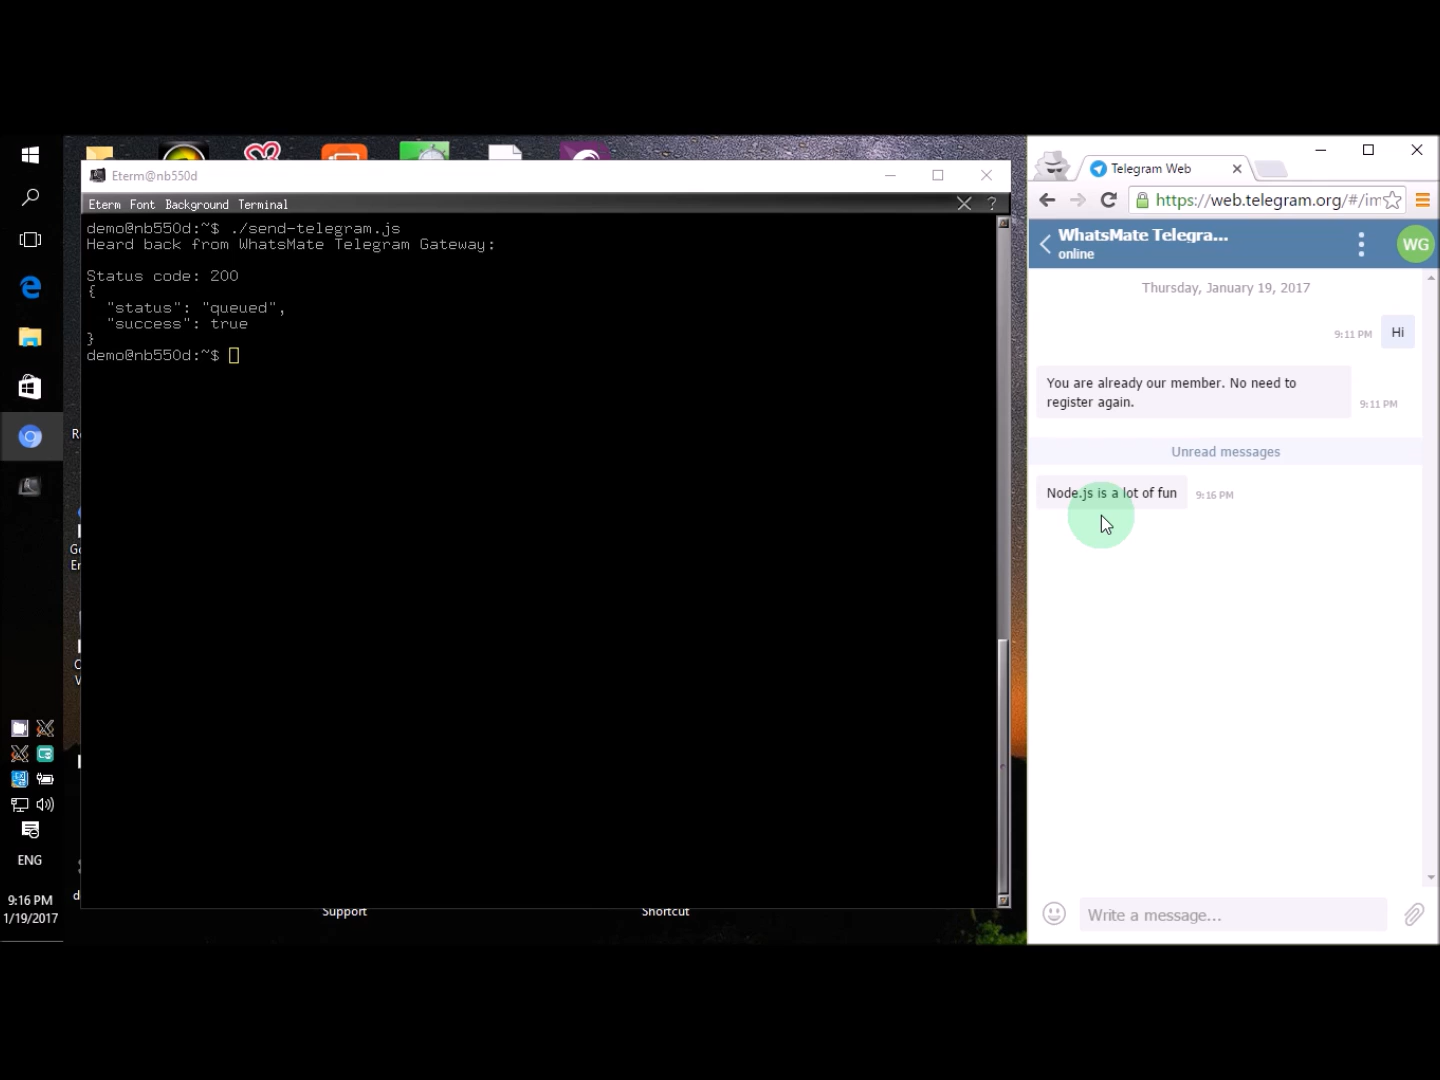 Eterm@nb550d
Eterm Font Background Terminal
?
demo@nb550d:~$ ./send-telegram.js
Heard back from WhatsMate Telegram Gateway:
Status code: 200
{
"status": "queued",
"success": true
}
demo@nb550d:~$
Support
Shortcut
ENG
9:16 PM
1/19/2017
Telegram Web
https://web.telegram.org/#/im
WhatsMate Telegra...
online
WG
Thursday, January 19, 2017
9:11 PM
Hi
You are already our member. No need to
register again.
9:11 PM
Unread messages
Node.js is a lot of fun
9:16 PM
Write a message...